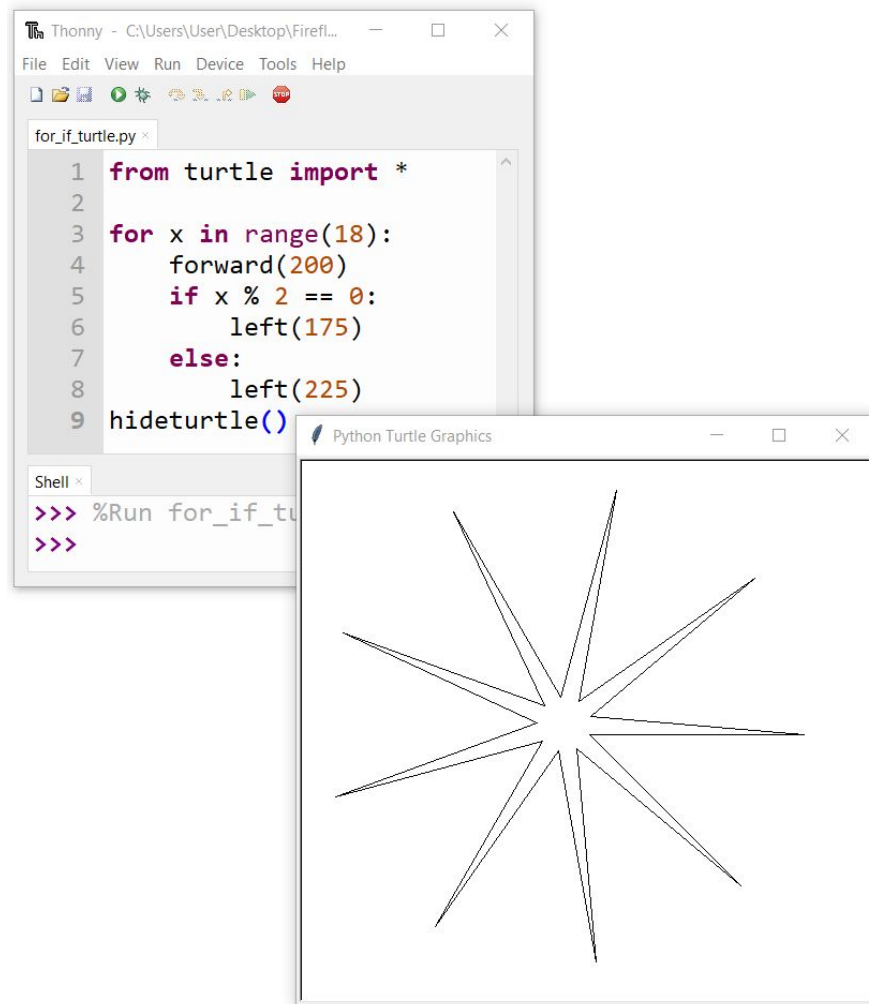 Thonny - C:\Users\User\Desktop\Firefl...
File Edit View Run Device Tools Help
STOP
for_if_turtle.py ×
1 from turtle import *
2
3 for x in range(18):
4     forward(200)
5     if x % 2 == 0:
6         left(175)
7     else:
8         left(225)
9 hideturtle()
Python Turtle Graphics
Shell ×
>>> %Run for_if_tu
>>>